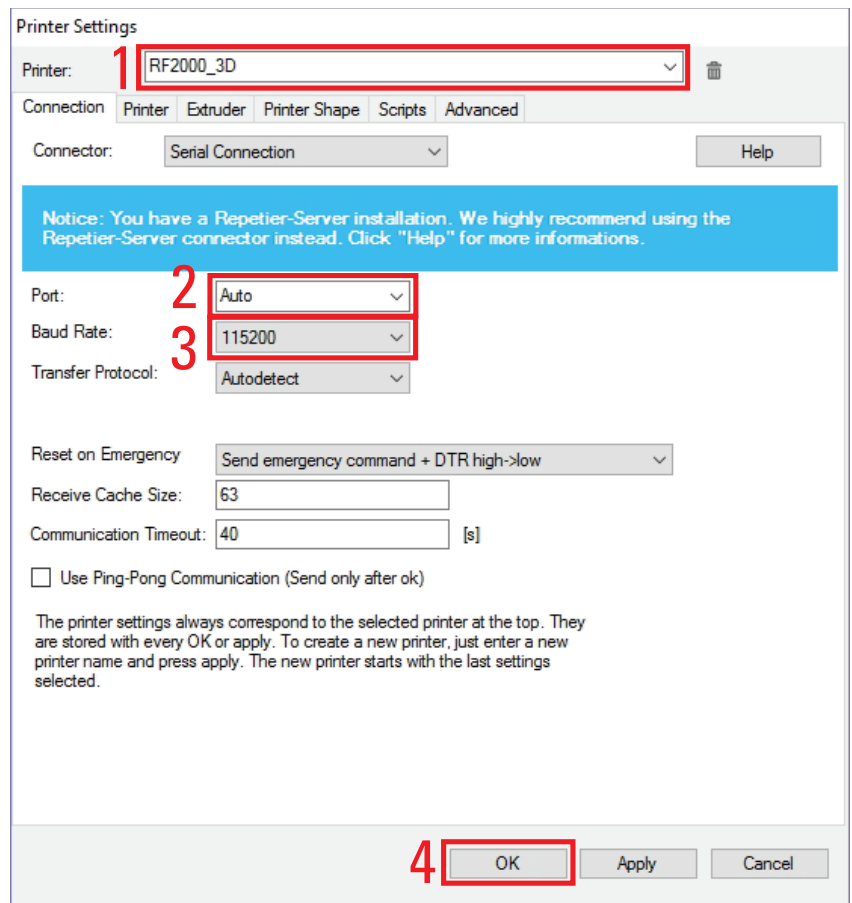 Printer Settings
1
Printer: RF2000_3D
Connection Printer Extruder Printer Shape Scripts Advanced
Connector: Serial Connection Help
Notice: You have a Repetier-Server installation. We highly recommend using the
Repetier-Server connector instead. Click "Help" for more informations.
Port: 2 Auto
Baud Rate: 3 115200
Transfer Protocol: Autodetect
Reset on Emergency Send emergency command + DTR high->low
Receive Cache Size: 63
Communication Timeout: 40 [s]
Use Ping-Pong Communication (Send only after ok)
The printer settings always correspond to the selected printer at the top. They
are stored with every OK or apply. To create a new printer, just enter a new
printer name and press apply. The new printer starts with the last settings
selected.
4 OK Apply Cancel